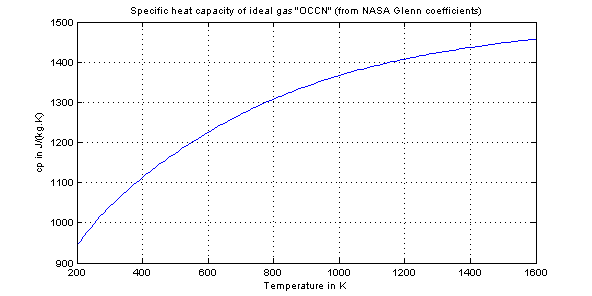 Specific heat capacity of ideal gas "OCCN" (from NASA Glenn coefficients)
1500
1400
1300
1200
1100
1000
900
cp in J/(kg.K)
200 400 600 800 1000 1200 1400 1600
Temperature in K